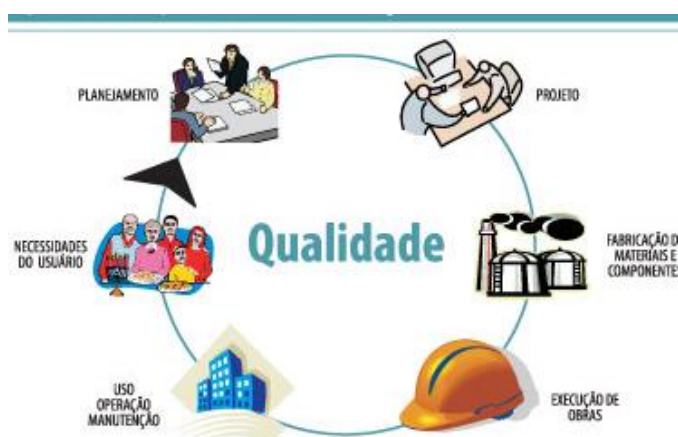 PLANEJAMENTO
PROJETO
Qualidade
NECESSIDADES
DO USUÁRIO
FABRICAÇÃO D
MATERIAIS E
COMPONENTE
USO
OPERAÇÃO
MANUTENÇÃO
EXECUÇÃO DE
OBRAS